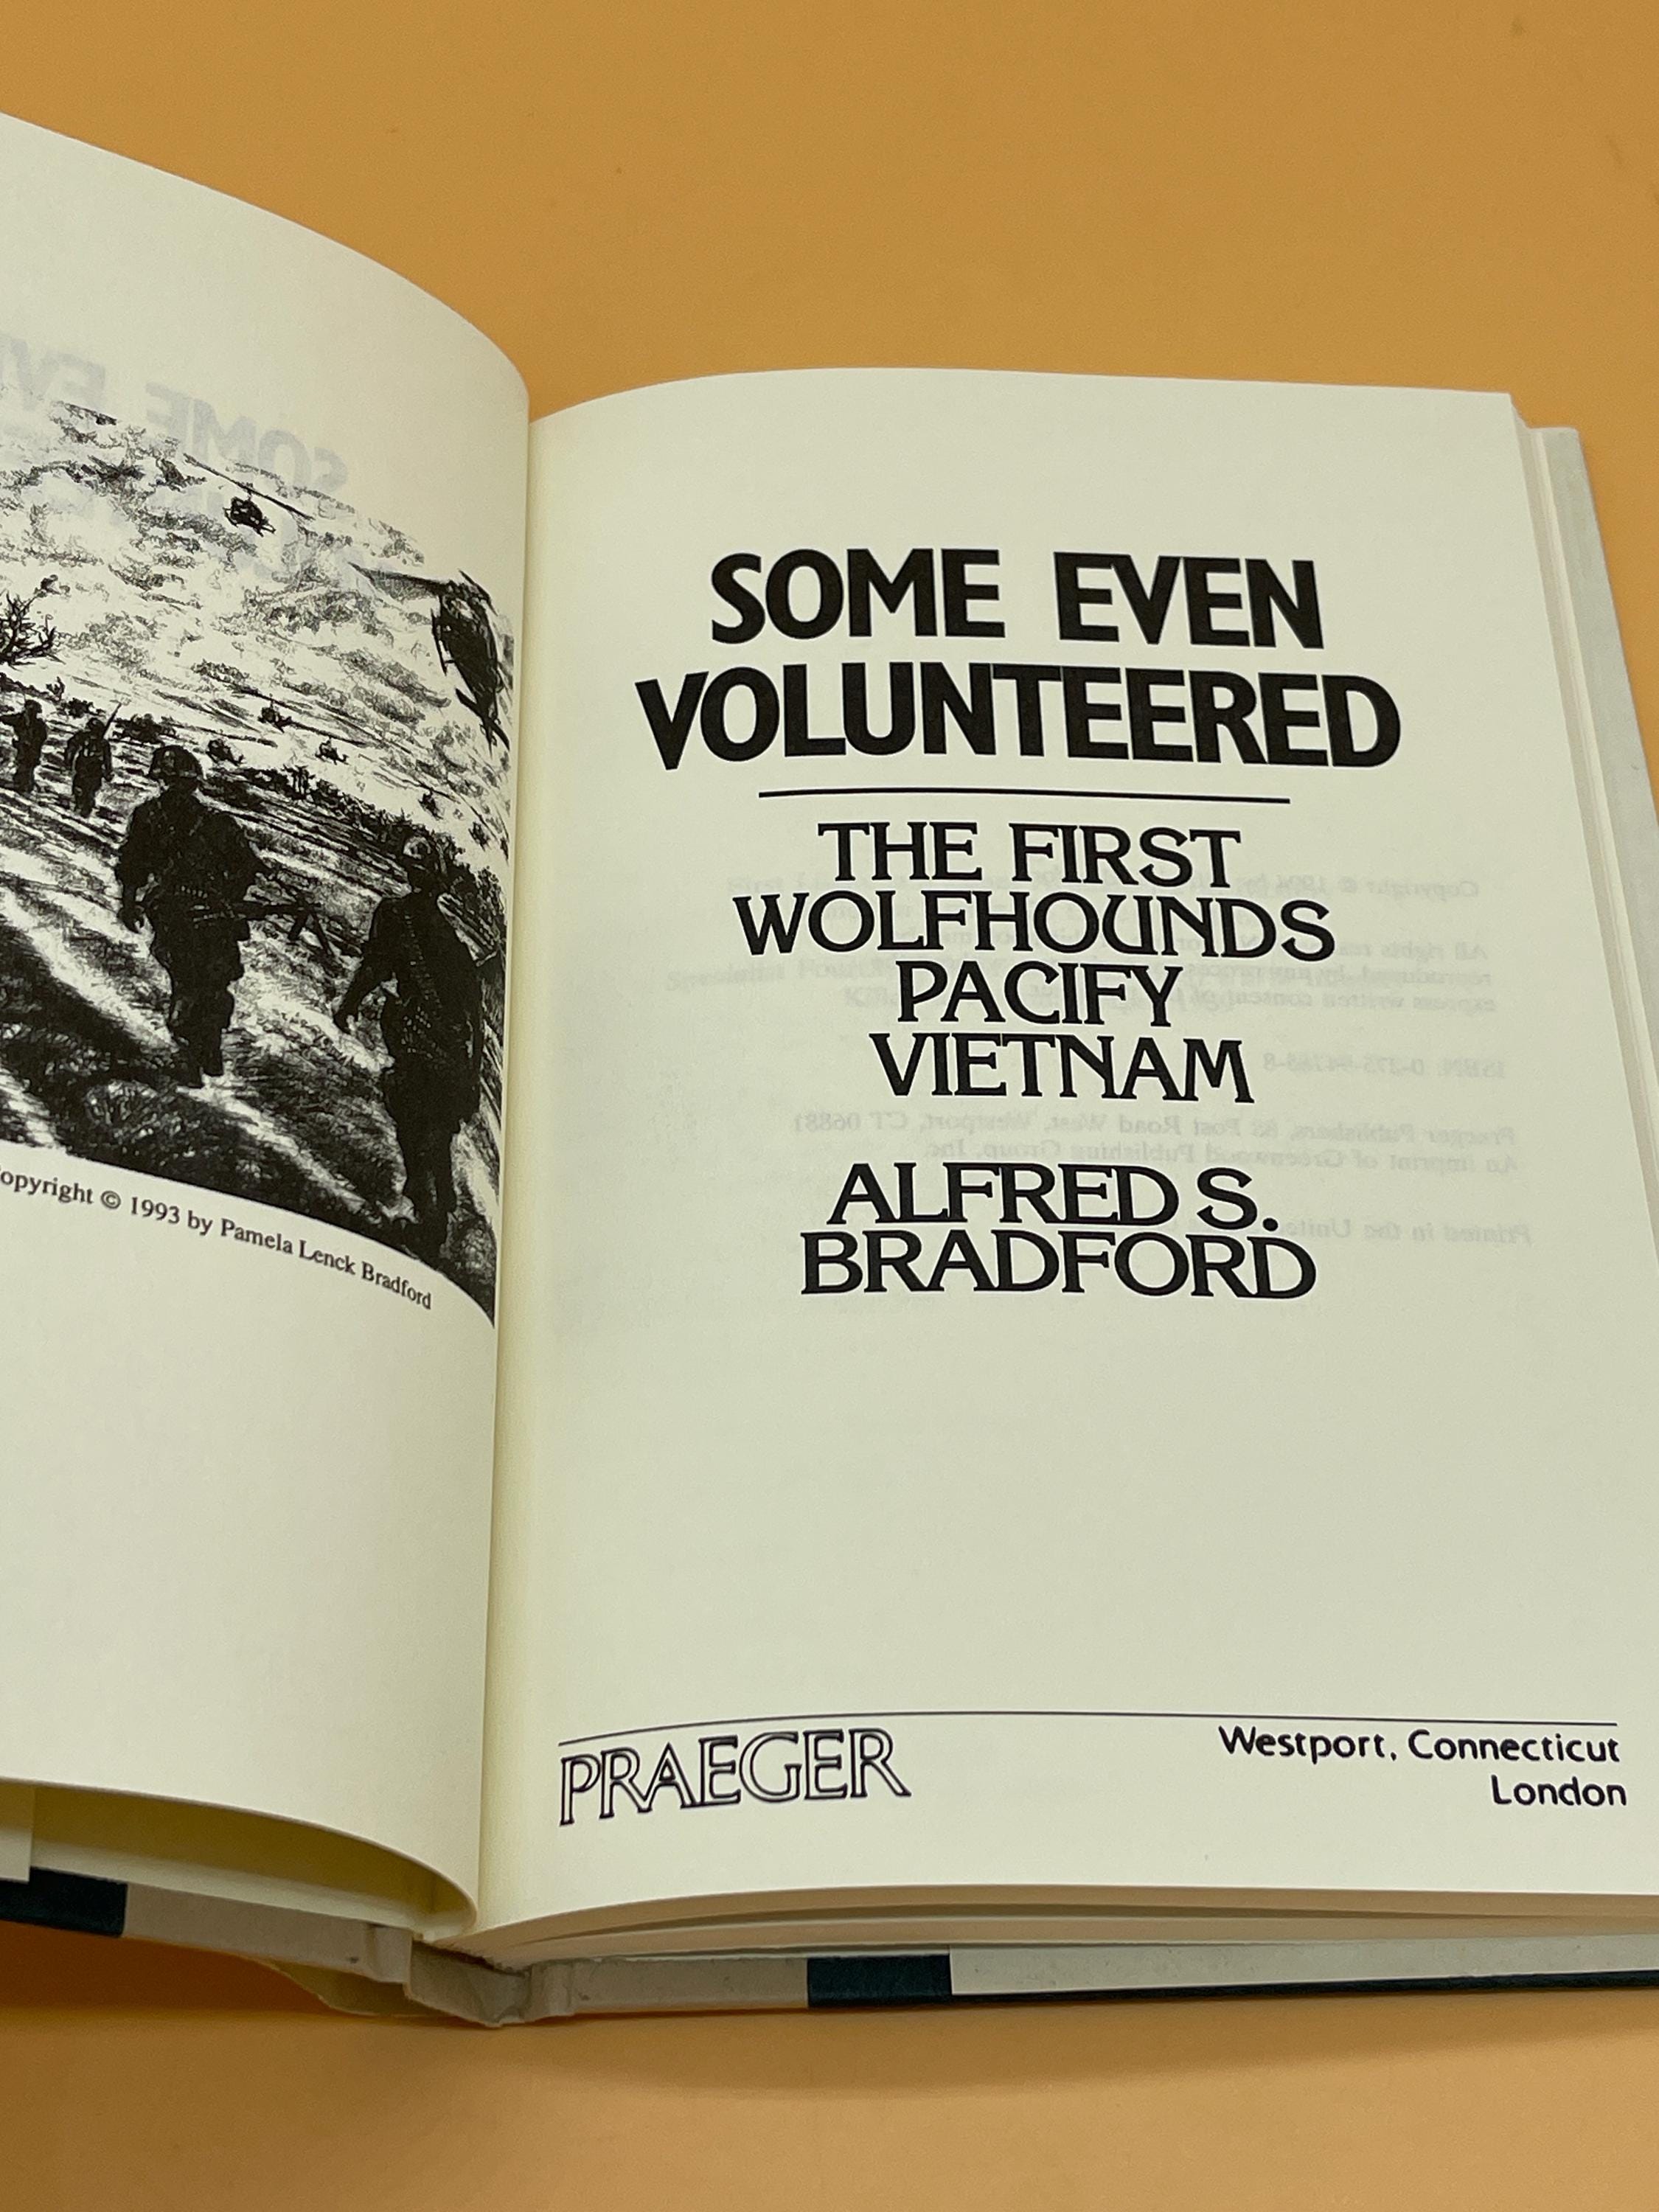 opyright © 1993 by Pamela Lenck Bradford
SOME EVEN
VOLUNTEERED
THE FIRST
WOLFHOUNDS
PACIFY
VIETNAM
ALFRED S.
BRADFORD
PRAEGER
Westport, Connecticut
London